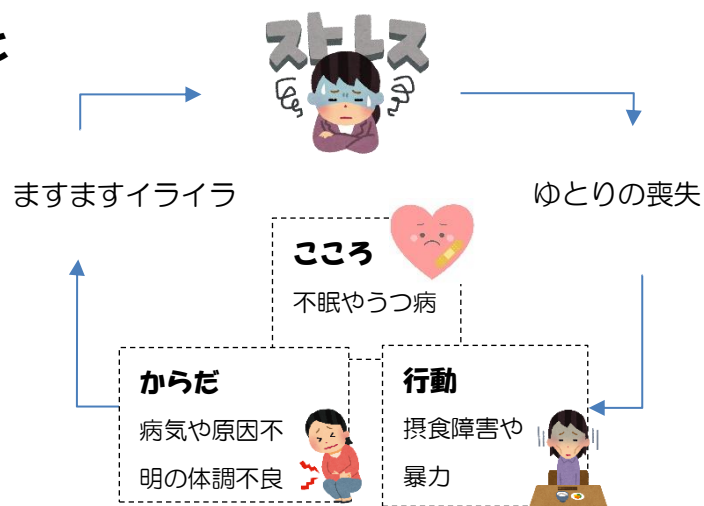 と
ストレス
ますますイライラ
ゆとりの喪失
こころ
不眠やうつ病
からだ
病気や原因不
明の体調不良
行動
摂食障害や
暴力